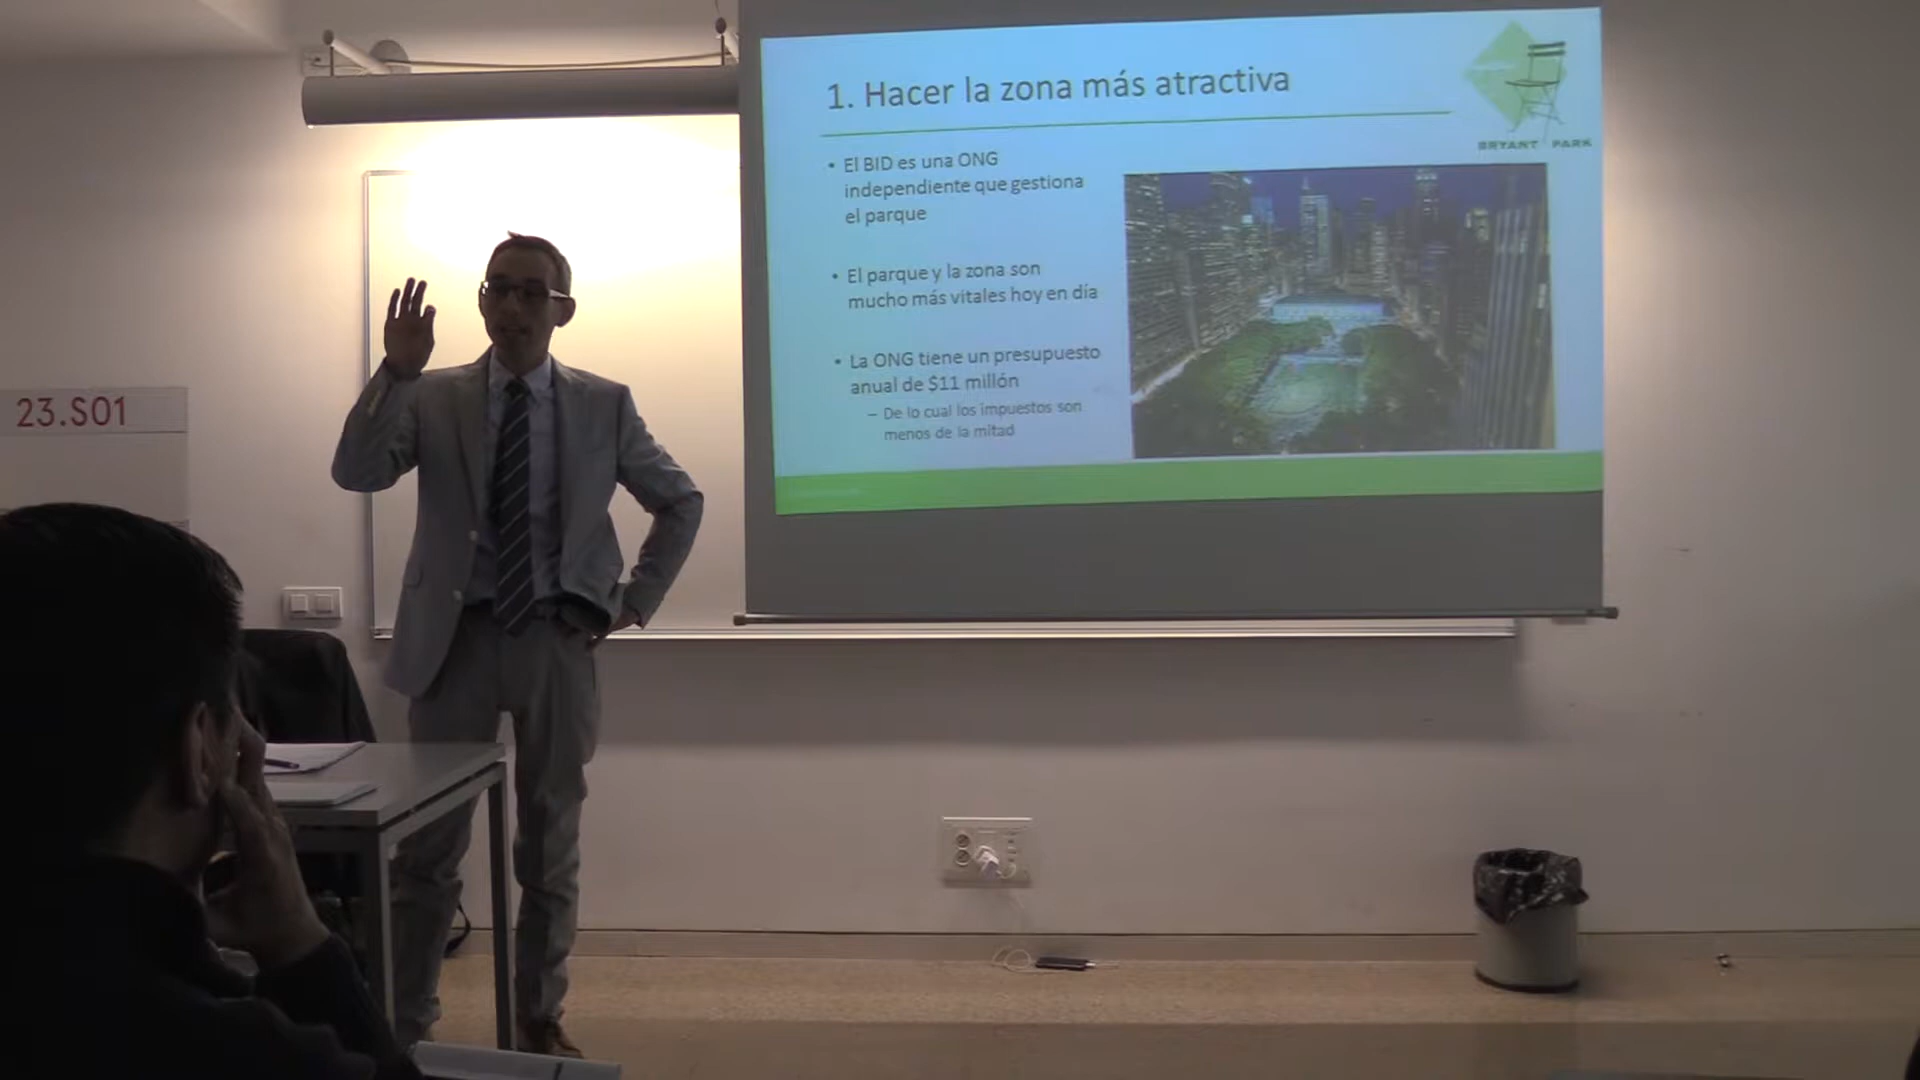 1. Hacer la zona más atractiva
BRYANT PARK
• El BID es una ONG
independiente que gestiona
el parque
• El parque y la zona son
mucho más vitales hoy en día
• La ONG tiene un presupuesto
anual de $11 millón
– De lo cual los impuestos son
menos de la mitad
23.S01